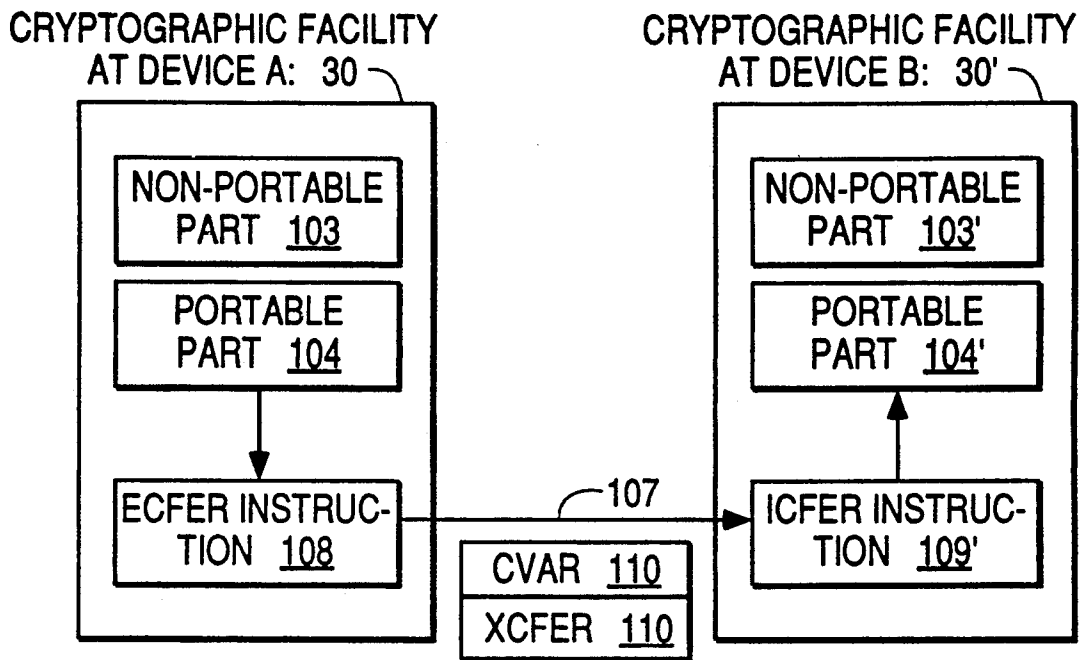 CRYPTOGRAPHIC FACILITY
AT DEVICE A: 30
NON-PORTABLE
PART 103
PORTABLE
PART 104
ECFER INSTRUC-
TION 108
107
CVAR 110
XCFER 110
CRYPTOGRAPHIC FACILITY
AT DEVICE B: 30'
NON-PORTABLE
PART 103'
PORTABLE
PART 104'
ICFER INSTRUC-
TION 109'